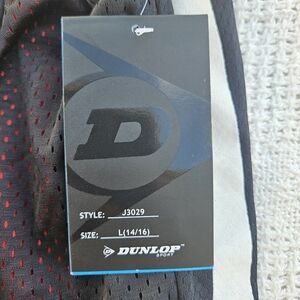 D
STYLE: J3029
SIZE: L(14/16)
D DUNLOP
SPORT